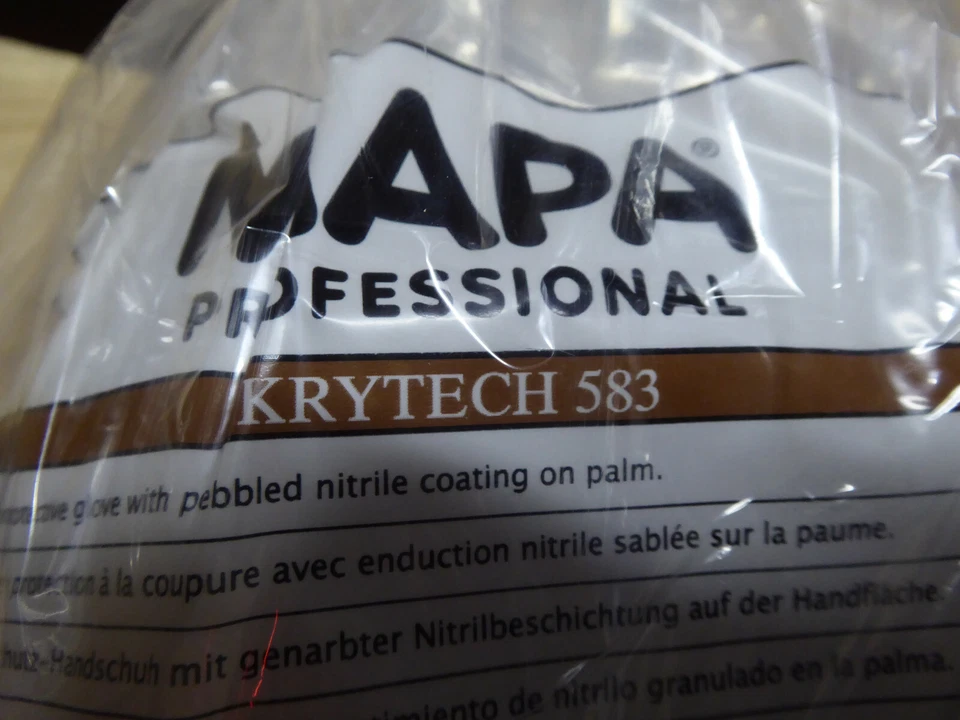 MAPA®
PROFESSIONAL
KRYTECH 583
glove with pebbled nitrile coating on palm.
protection à la coupure avec enduction nitrile sablée sur la paume.
Handschuh mit genarbter Nitrilbeschichtung auf der Handfläche.
de nitrilo granulado en la palma.